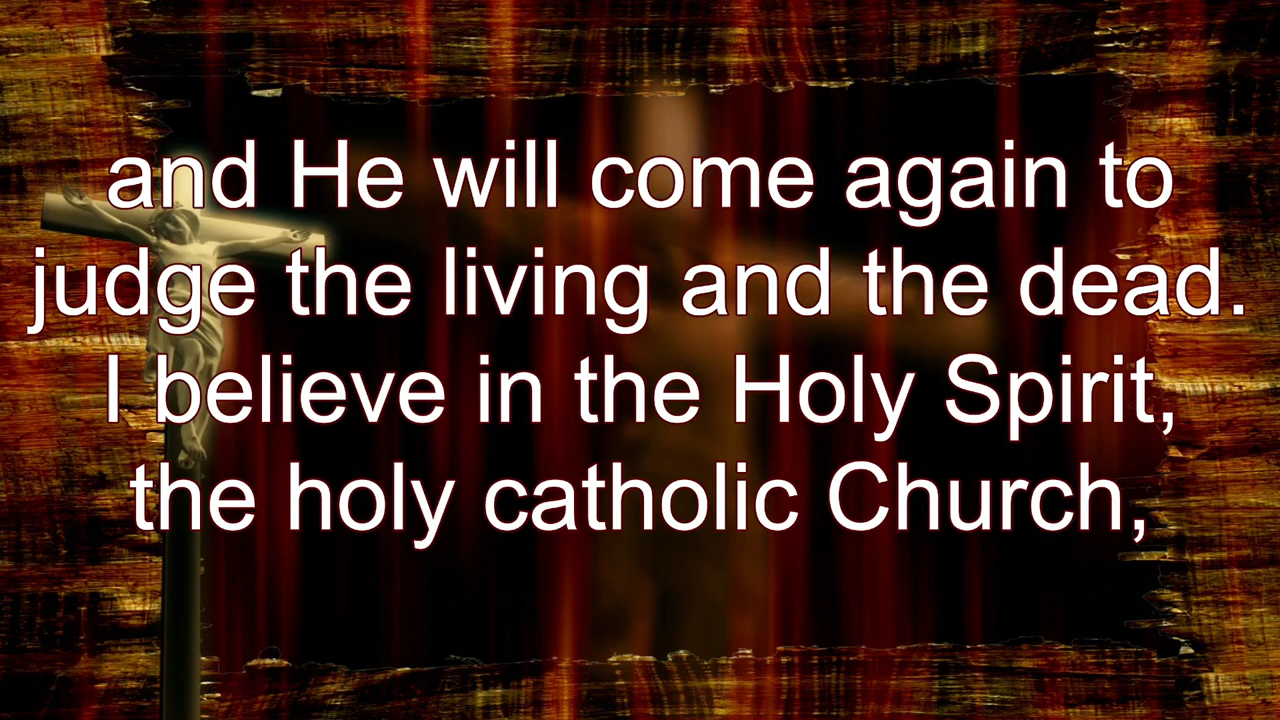 and He will come again to
judge the living and the dead.
I believe in the Holy Spirit,
the holy catholic Church,